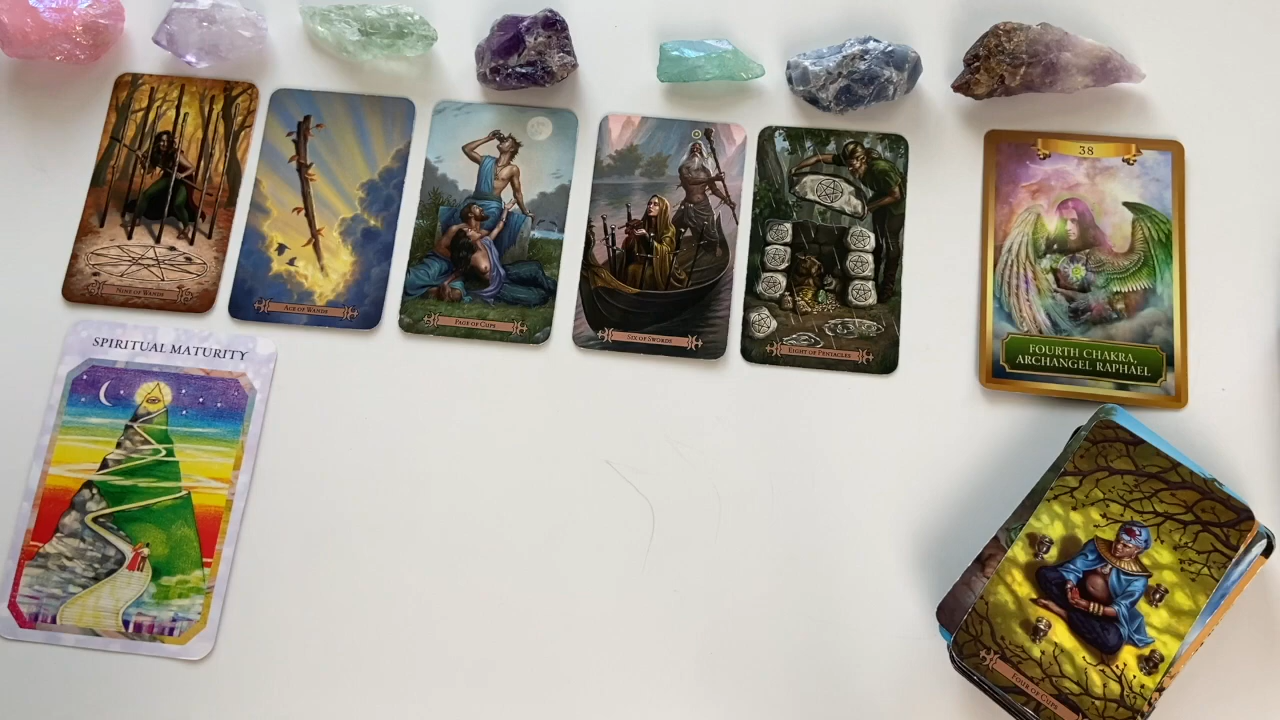 NINE OF WANDS
ACE OF WANDS
PAGE OF CUPS
SIX OF SWORDS
EIGHT OF PENTACLES
38
FOURTH CHAKRA,
ARCHANGEL RAPHAEL
SPIRITUAL MATURITY
FOUR OF CUPS